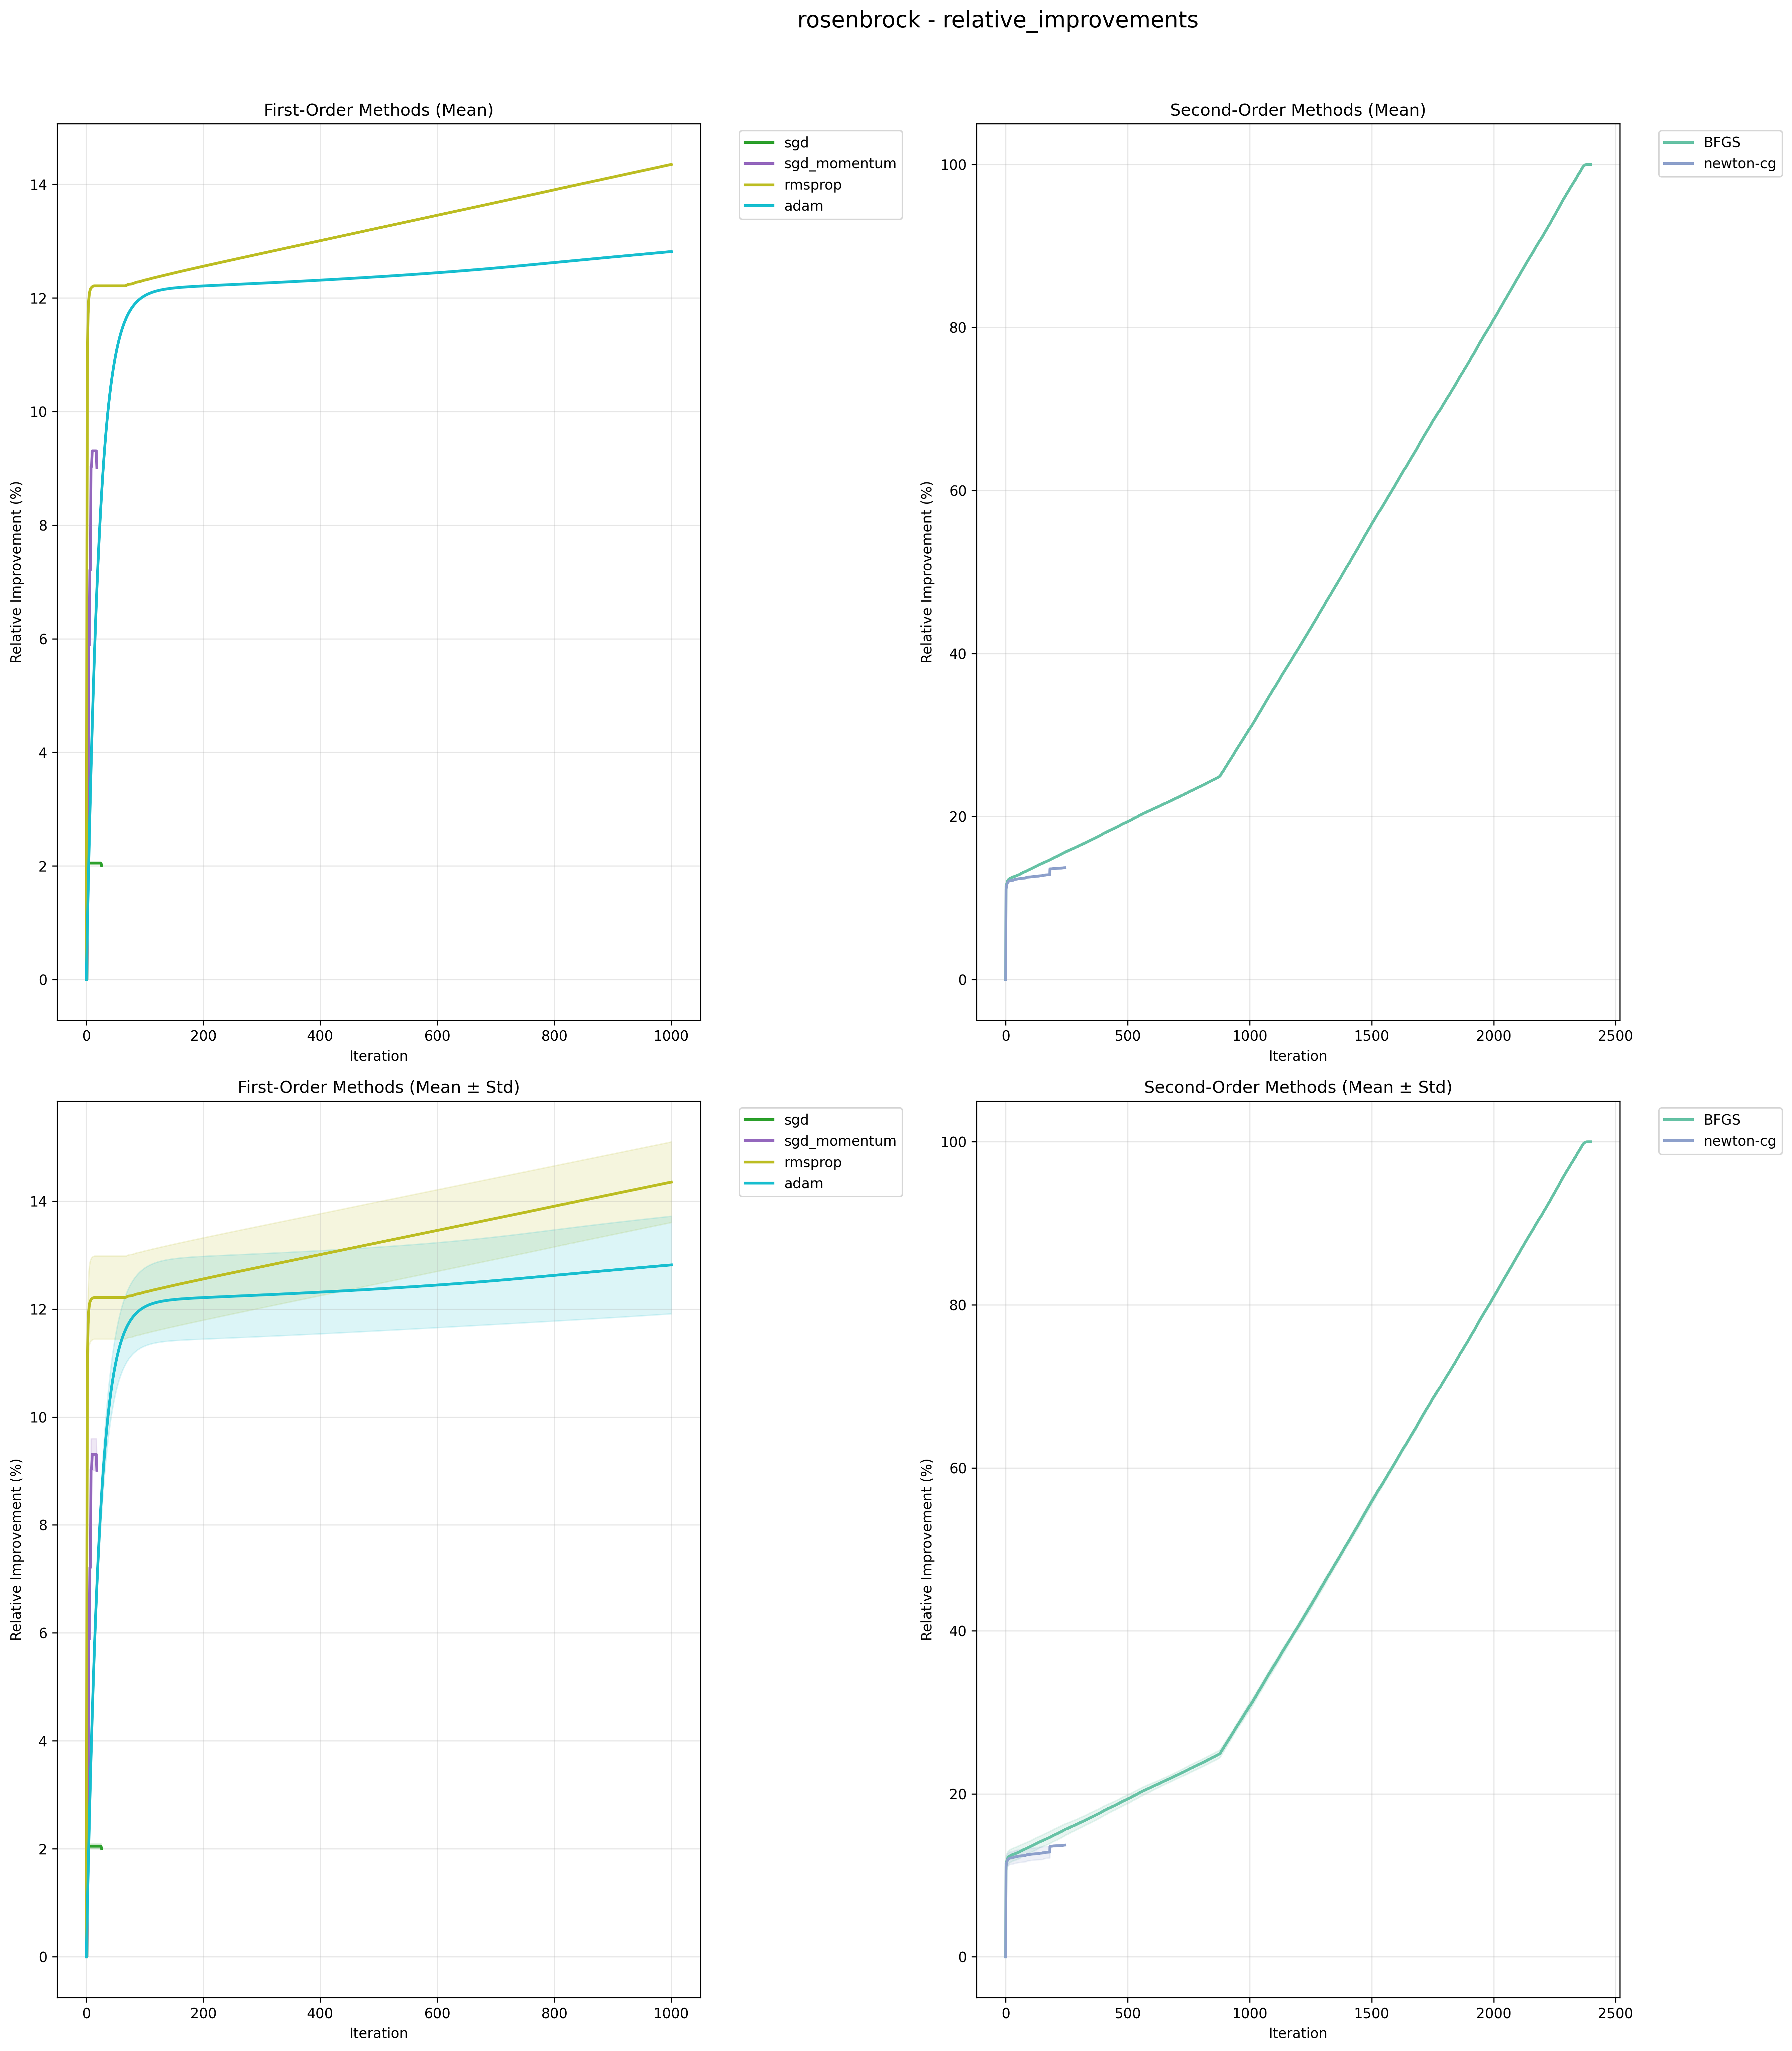 rosenbrock - relative_improvements
First-Order Methods (Mean)
Relative Improvement (%)
14
12
10
8
6
4
2
0
0 200 400 600 800 1000
Iteration
sgd
sgd_momentum
rmsprop
adam
Second-Order Methods (Mean)
Relative Improvement (%)
100
80
60
40
20
0
0 500 1000 1500 2000 2500
Iteration
BFGS
newton-cg
First-Order Methods (Mean ± Std)
Relative Improvement (%)
14
12
10
8
6
4
2
0
0 200 400 600 800 1000
Iteration
sgd
sgd_momentum
rmsprop
adam
Second-Order Methods (Mean ± Std)
Relative Improvement (%)
100
80
60
40
20
0
0 500 1000 1500 2000 2500
Iteration
BFGS
newton-cg